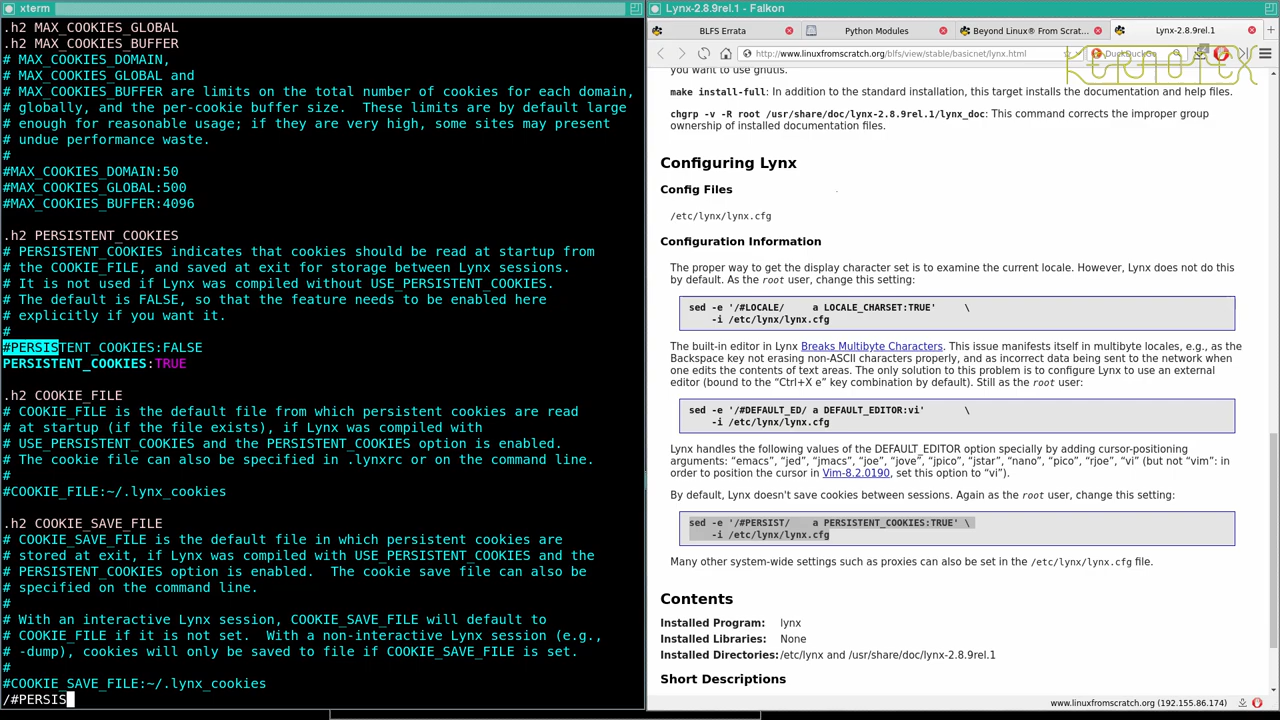 xterm
.h2 MAX_COOKIES_GLOBAL
.h2 MAX_COOKIES_BUFFER
# MAX_COOKIES_DOMAIN,
# MAX_COOKIES_GLOBAL and
# MAX_COOKIES_BUFFER are limits on the total number of cookies for each domain,
# globally, and the per-cookie buffer size.  These limits are by default large
# enough for reasonable usage; if they are very high, some sites may present
# undue performance waste.
#
#MAX_COOKIES_DOMAIN:50
#MAX_COOKIES_GLOBAL:500
#MAX_COOKIES_BUFFER:4096
.h2 PERSISTENT_COOKIES
# PERSISTENT_COOKIES indicates that cookies should be read at startup from
# the COOKIE_FILE, and saved at exit for storage between Lynx sessions.
# It is not used if Lynx was compiled without USE_PERSISTENT_COOKIES.
# The default is FALSE, so that the feature needs to be enabled here
# explicitly if you want it.
#
#PERSISTENT_COOKIES:FALSE
PERSISTENT_COOKIES:TRUE
.h2 COOKIE_FILE
# COOKIE_FILE is the default file from which persistent cookies are read
# at startup (if the file exists), if Lynx was compiled with
# USE_PERSISTENT_COOKIES and the PERSISTENT_COOKIES option is enabled.
# The cookie file can also be specified in .lynxrc or on the command line.
#
#COOKIE_FILE:~/.lynx_cookies
.h2 COOKIE_SAVE_FILE
# COOKIE_SAVE_FILE is the default file in which persistent cookies are
# stored at exit, if Lynx was compiled with USE_PERSISTENT_COOKIES and the
# PERSISTENT_COOKIES option is enabled.  The cookie save file can also be
# specified on the command line.
#
# With an interactive Lynx session, COOKIE_SAVE_FILE will default to
# COOKIE_FILE if it is not set.  With a non-interactive Lynx session (e.g.,
# -dump), cookies will only be saved to file if COOKIE_SAVE_FILE is set.
#
#COOKIE_SAVE_FILE:~/.lynx_cookies
/#PERSIS
Lynx-2.8.9rel.1 - Falkon
BLFS Errata
Python Modules
Beyond Linux® From Scrat...
Lynx-2.8.9rel.1
http://www.linuxfromscratch.org/blfs/view/stable/basicnet/lynx.html
DuckDuckGo
KERNOTEX
you want to use gnutls.
make install-full: In addition to the standard installation, this target installs the documentation and help files.
chgrp -v -R root /usr/share/doc/lynx-2.8.9rel.1/lynx_doc: This command corrects the improper group
ownership of installed documentation files.
Configuring Lynx
Config Files
/etc/lynx/lynx.cfg
Configuration Information
The proper way to get the display character set is to examine the current locale. However, Lynx does not do this
by default. As the root user, change this setting:
sed -e '/#LOCALE/     a LOCALE_CHARSET:TRUE'     \
    -i /etc/lynx/lynx.cfg
The built-in editor in Lynx Breaks Multibyte Characters. This issue manifests itself in multibyte locales, e.g., as the
Backspace key not erasing non-ASCII characters properly, and as incorrect data being sent to the network when
one edits the contents of text areas. The only solution to this problem is to configure Lynx to use an external
editor (bound to the “Ctrl+X e” key combination by default). Still as the root user:
sed -e '/#DEFAULT_ED/ a DEFAULT_EDITOR:vi'       \
    -i /etc/lynx/lynx.cfg
Lynx handles the following values of the DEFAULT_EDITOR option specially by adding cursor-positioning
arguments: “emacs”, “jed”, “jmacs”, “joe”, “jove”, “jpico”, “jstar”, “nano”, “pico”, “rjoe”, “vi” (but not “vim”: in
order to position the cursor in Vim-8.2.0190, set this option to “vi”).
By default, Lynx doesn't save cookies between sessions. Again as the root user, change this setting:
sed -e '/#PERSIST/    a PERSISTENT_COOKIES:TRUE' \
    -i /etc/lynx/lynx.cfg
Many other system-wide settings such as proxies can also be set in the /etc/lynx/lynx.cfg file.
Contents
Installed Program: lynx
Installed Libraries: None
Installed Directories: /etc/lynx and /usr/share/doc/lynx-2.8.9rel.1
Short Descriptions
www.linuxfromscratch.org (192.155.86.174)